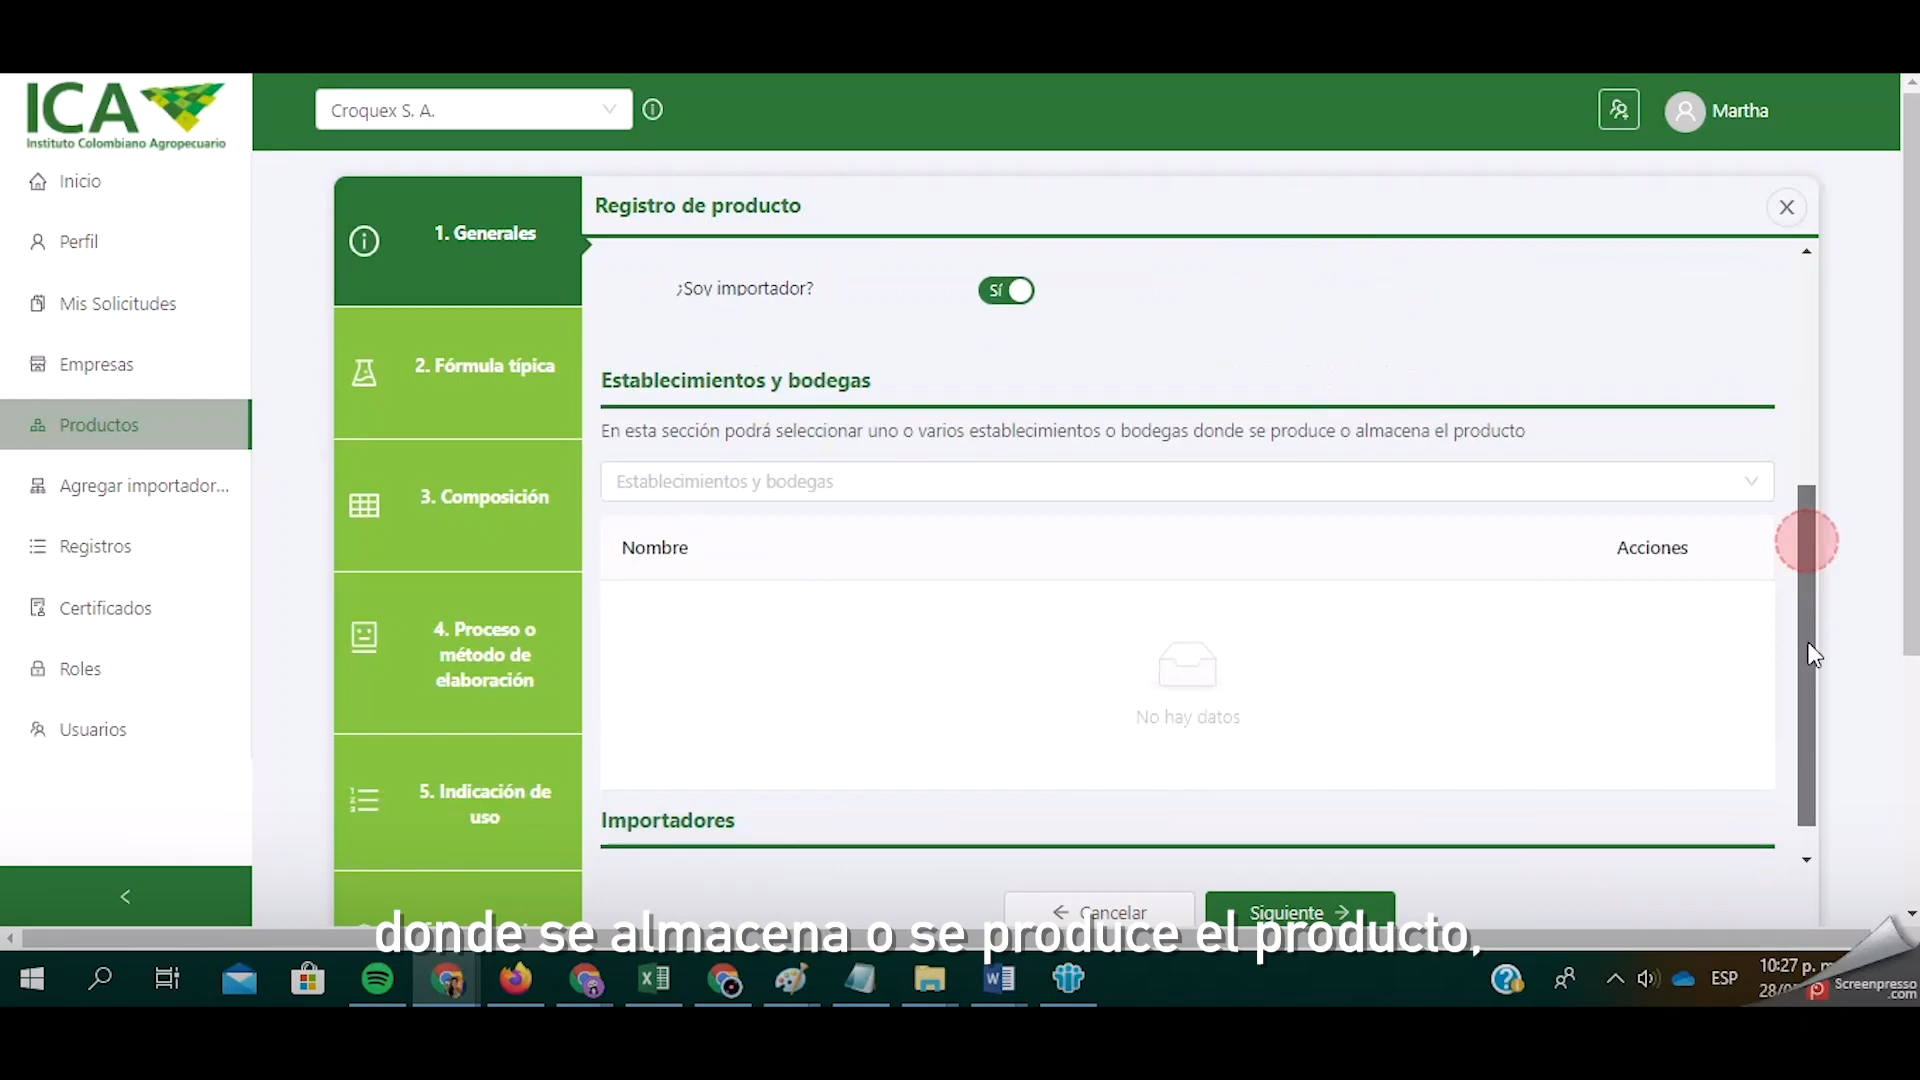 ICA
Instituto Colombiano Agropecuario
Croquex S. A.
Martha
Inicio
Perfil
Mis Solicitudes
Empresas
Productos
Agregar importador...
Registros
Certificados
Roles
Usuarios
1. Generales
2. Fórmula típica
3. Composición
4. Proceso o
método de
elaboración
5. Indicación de
uso
Registro de producto
¿Soy importador?
Sí
Establecimientos y bodegas
En esta sección podrá seleccionar uno o varios establecimientos o bodegas donde se produce o almacena el producto
Establecimientos y bodegas
Nombre
Acciones
No hay datos
Importadores
Cancelar
Siguiente
donde se almacena o se produce el producto,
ESP
10:27 p.
Screenpresso
.com